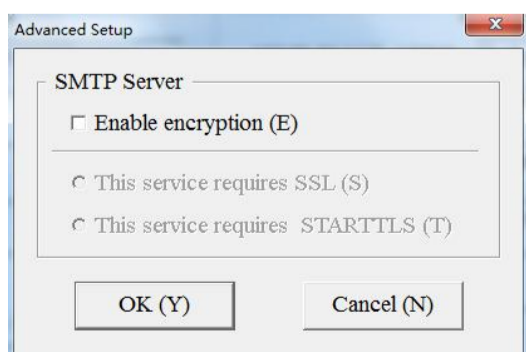 Advanced Setup
SMTP Server
Enable encryption (E)
This service requires SSL (S)
This service requires STARTTLS (T)
OK (Y)
Cancel (N)